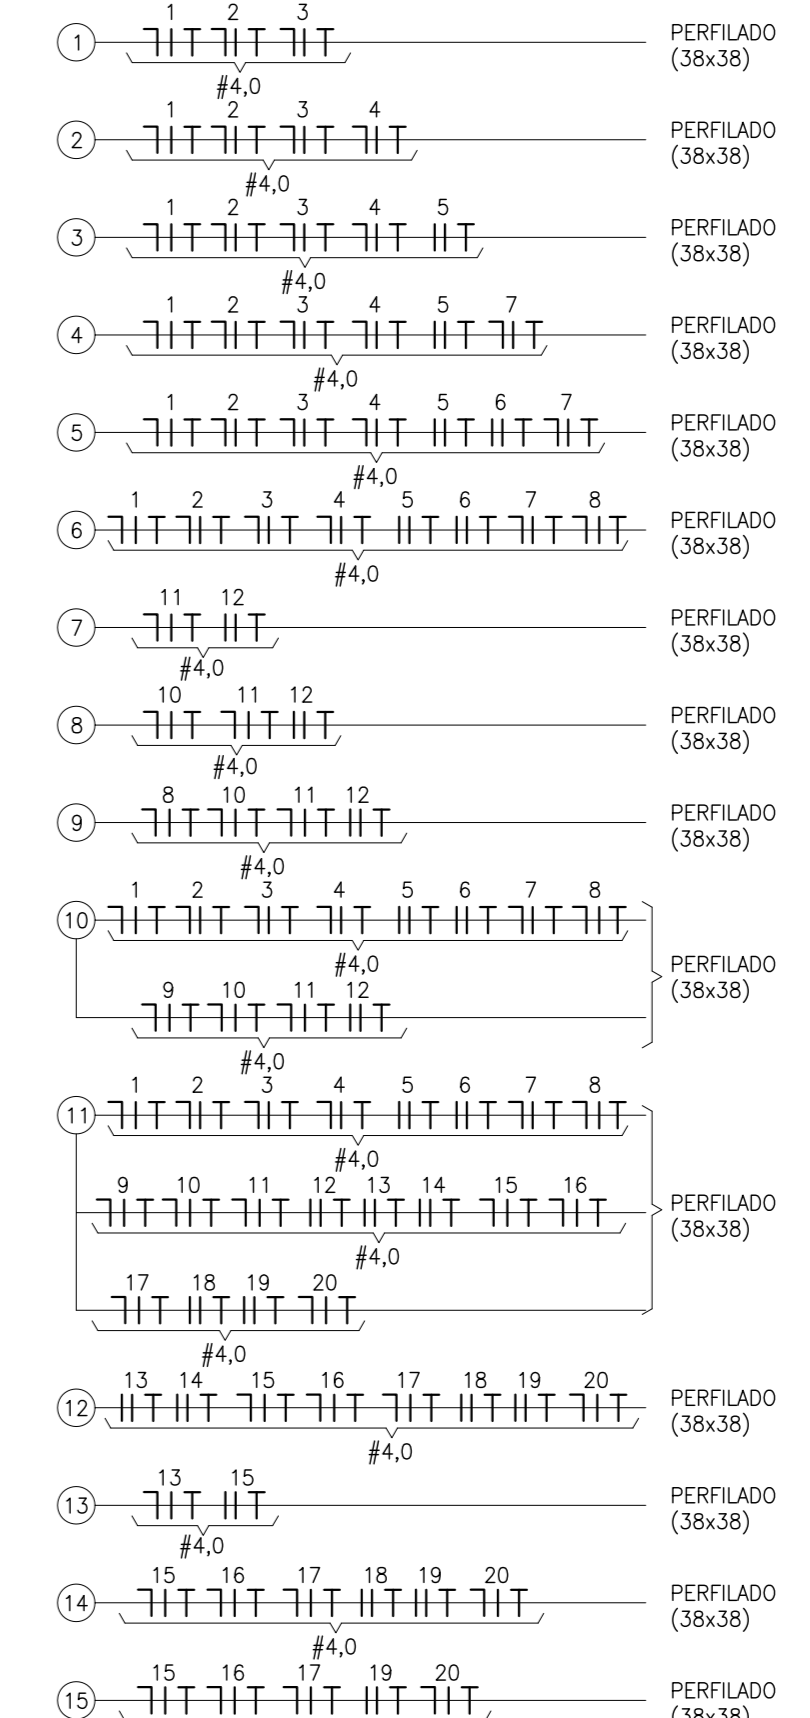 1 2 3
1 PERFILADO
(38x38)
#4,0
1 2 3 4
2 PERFILADO
(38x38)
#4,0
1 2 3 4 5
3 PERFILADO
(38x38)
#4,0
1 2 3 4 5 7
4 PERFILADO
(38x38)
#4,0
1 2 3 4 5 6 7
5 PERFILADO
(38x38)
#4,0
1 2 3 4 5 6 7 8
6 PERFILADO
(38x38)
#4,0
11 12
7 PERFILADO
(38x38)
#4,0
10 11 12
8 PERFILADO
(38x38)
#4,0
8 10 11 12
9 PERFILADO
(38x38)
#4,0
1 2 3 4 5 6 7 8
10
#4,0
PERFILADO
(38x38)
9 10 11 12
#4,0
1 2 3 4 5 6 7 8
11
#4,0
9 10 11 12 13 14 15 16
PERFILADO
(38x38)
#4,0
17 18 19 20
#4,0
13 14 15 16 17 18 19 20
12 PERFILADO
(38x38)
#4,0
13 15
13 PERFILADO
(38x38)
#4,0
15 16 17 18 19 20
14 PERFILADO
(38x38)
#4,0
15 16 17 19 20
15 PERFILADO
(38x38)